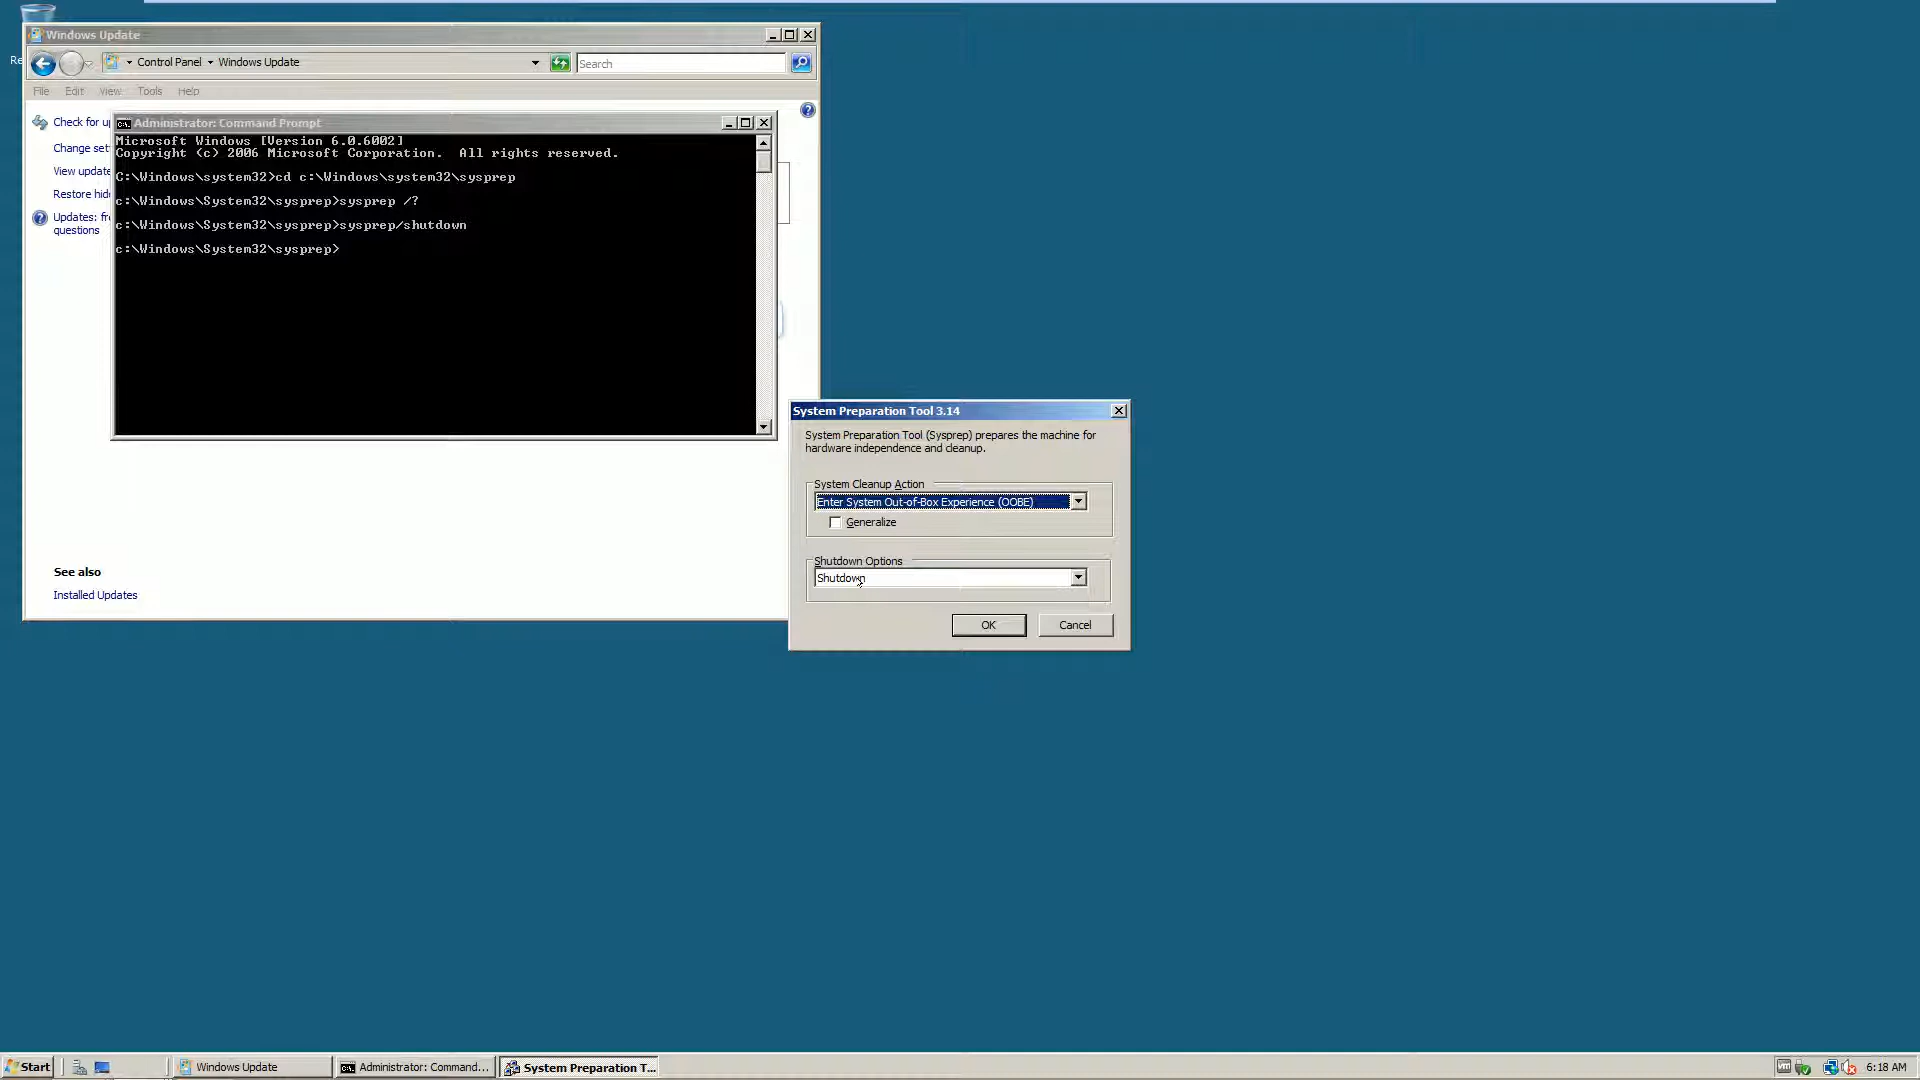 Windows Update
Re
Control Panel
Windows Update
Search
File Edit View Tools Help
Check for up
Change sett
View update
Restore hid
Updates: fre
questions
See also
Installed Updates
Administrator: Command Prompt
Microsoft Windows [Version 6.0.6002]
Copyright (c) 2006 Microsoft Corporation.  All rights reserved.
C:\Windows\system32>cd c:\Windows\system32\sysprep
c:\Windows\System32\sysprep>sysprep /?
c:\Windows\System32\sysprep>sysprep/shutdown
c:\Windows\System32\sysprep>
System Preparation Tool 3.14
System Preparation Tool (Sysprep) prepares the machine for
hardware independence and cleanup.
System Cleanup Action
Enter System Out-of-Box Experience (OOBE)
Generalize
Shutdown Options
Shutdown
OK Cancel
Start
Windows Update
Administrator: Command...
System Preparation T...
6:18 AM